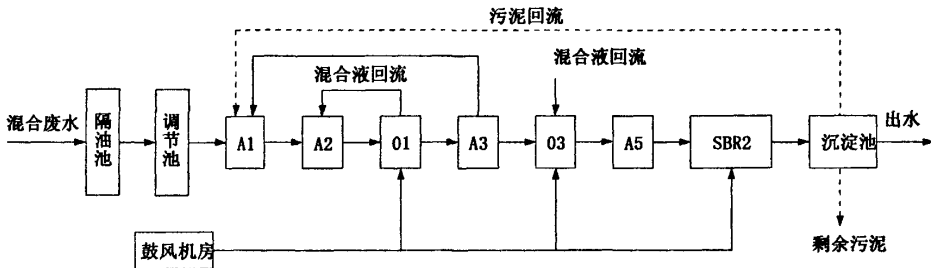 污泥回流
混合液回流
混合液回流
混合废水
隔油池
调节池
A1
A2
O1
A3
O3
A5
SBR2
沉淀池
出水
鼓风机房
剩余污泥